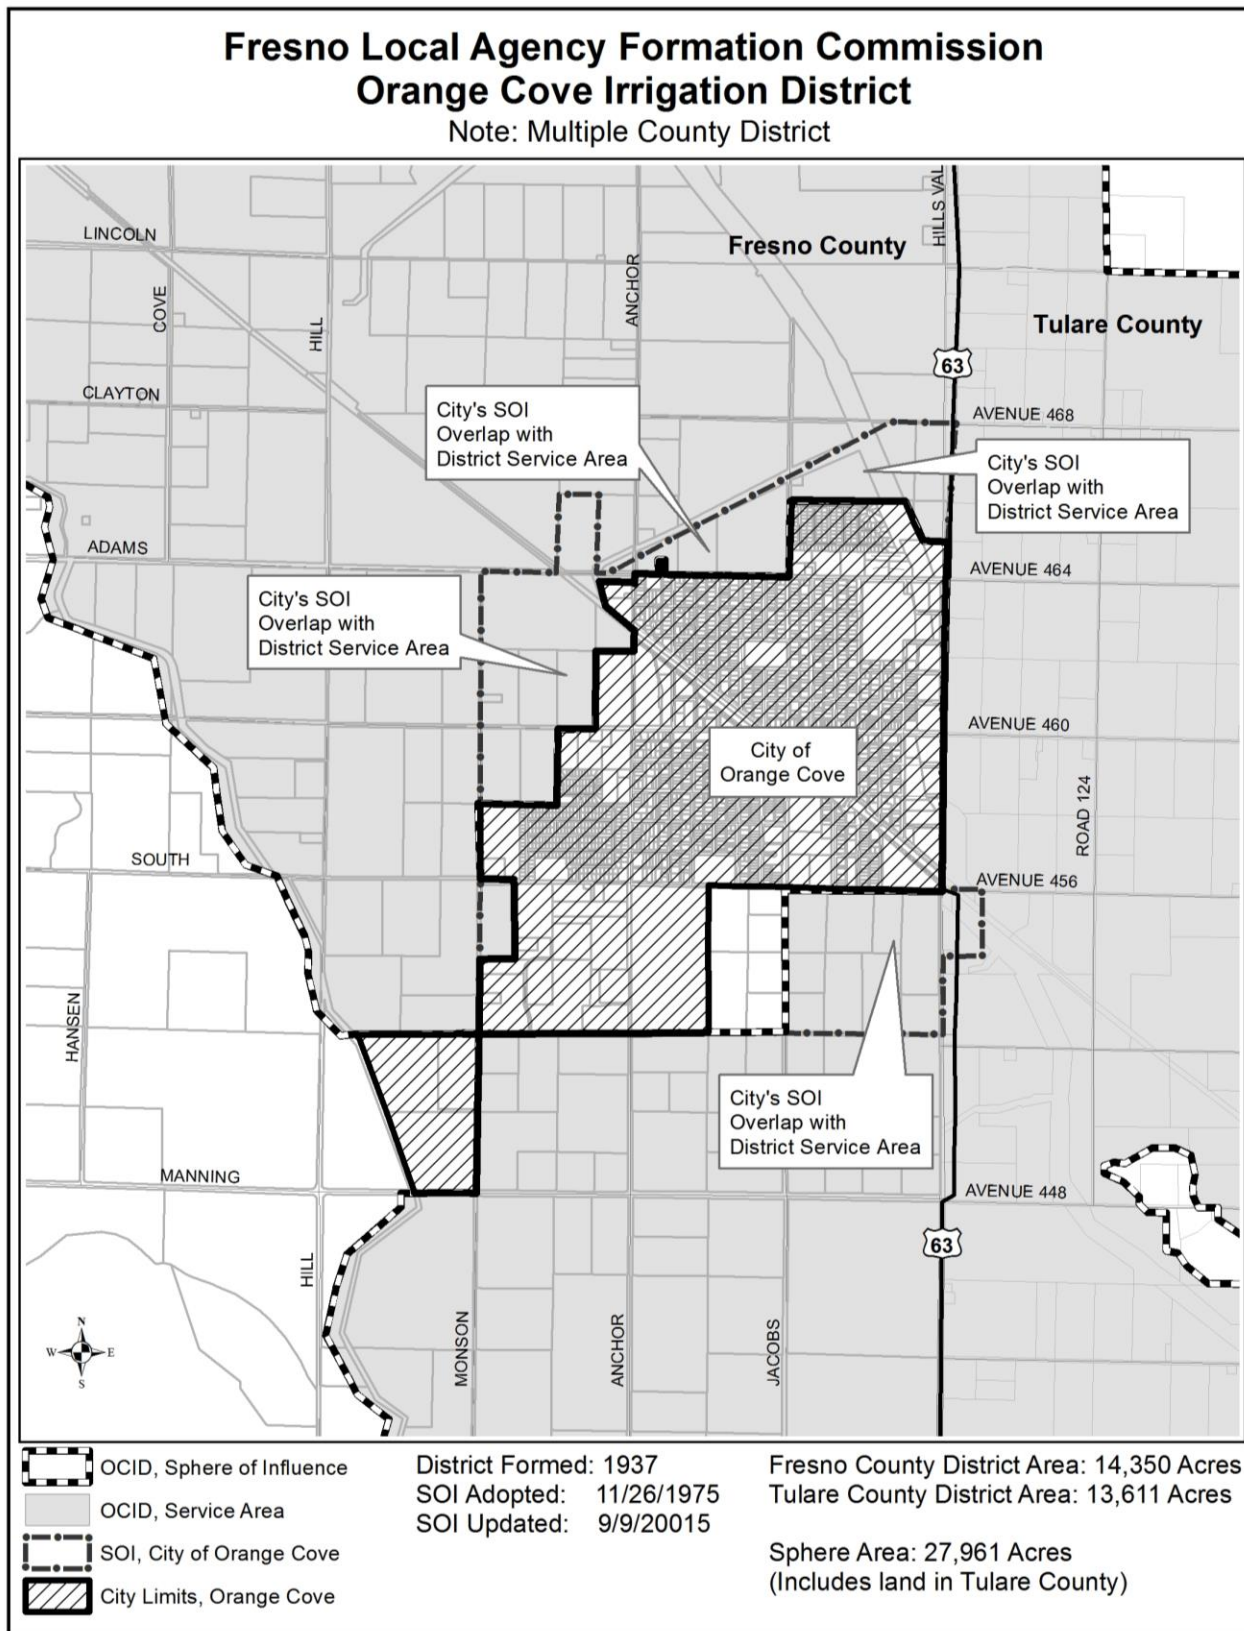 Fresno Local Agency Formation Commission
Orange Cove Irrigation District
Note: Multiple County District
HILLS VAL
LINCOLN
Fresno County
ANCHOR
COVE
HILL
Tulare County
63
CLAYTON
City's SOI
Overlap with
District Service Area
AVENUE 468
City's SOI
Overlap with
District Service Area
ADAMS
AVENUE 464
City's SOI
Overlap with
District Service Area
AVENUE 460
City of
Orange Cove
ROAD 124
SOUTH
AVENUE 456
HANSEN
City's SOI
Overlap with
District Service Area
MANNING
AVENUE 448
63
HILL
MONSON
ANCHOR
JACOBS
N
W
E
S
OCID, Sphere of Influence
OCID, Service Area
SOI, City of Orange Cove
City Limits, Orange Cove
District Formed: 1937
SOI Adopted: 11/26/1975
SOI Updated: 9/9/20015
Fresno County District Area: 14,350 Acres
Tulare County District Area: 13,611 Acres
Sphere Area: 27,961 Acres
(Includes land in Tulare County)